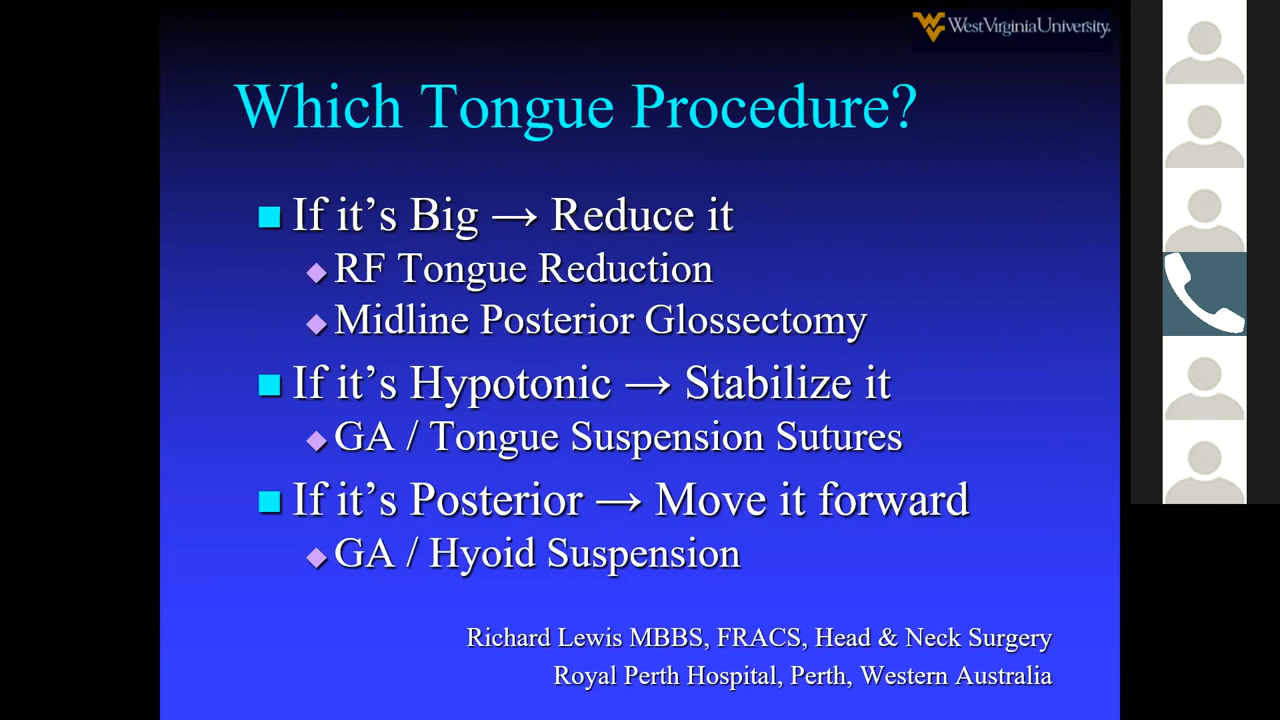 West Virginia University.
Which Tongue Procedure?
If it’s Big → Reduce it
RF Tongue Reduction
Midline Posterior Glossectomy
If it’s Hypotonic → Stabilize it
GA / Tongue Suspension Sutures
If it’s Posterior → Move it forward
GA / Hyoid Suspension
Richard Lewis MBBS, FRACS, Head & Neck Surgery
Royal Perth Hospital, Perth, Western Australia